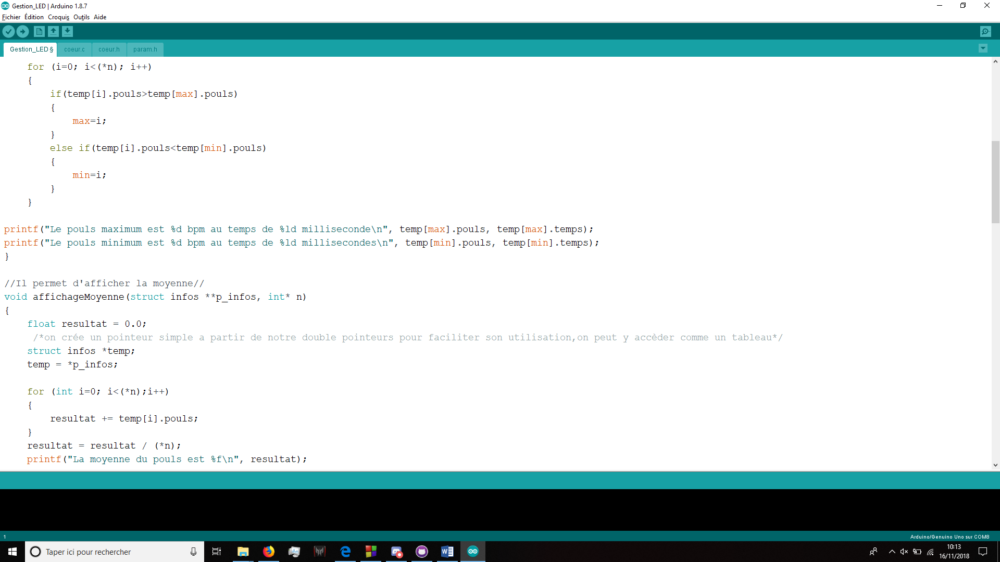 Gestion_LED | Arduino 1.8.7
Fichier Édition Croquis Outils Aide
Gestion_LED § coeur.c coeur.h param.h
for (i=0; i<(*n); i++)
{
if(temp[i].pouls>temp[max].pouls)
{
max=i;
}
else if(temp[i].pouls<temp[min].pouls)
{
min=i;
}
}
printf("Le pouls maximum est %d bpm au temps de %ld milliseconde\n", temp[max].pouls, temp[max].temps);
printf("Le pouls minimum est %d bpm au temps de %ld millisecondes\n", temp[min].pouls, temp[min].temps);
}
//Il permet d'afficher la moyenne//
void affichageMoyenne(struct infos **p_infos, int* n)
{
float resultat = 0.0;
/*on crée un pointeur simple a partir de notre double pointeurs pour faciliter son utilisation,on peut y accèder comme un tableau*/
struct infos *temp;
temp = *p_infos;
for (int i=0; i<(*n);i++)
{
resultat += temp[i].pouls;
}
resultat = resultat / (*n);
printf("La moyenne du pouls est %f\n", resultat);
1 Arduino/Genuino Uno sur COM8
Taper ici pour rechercher
10:13
16/11/2018